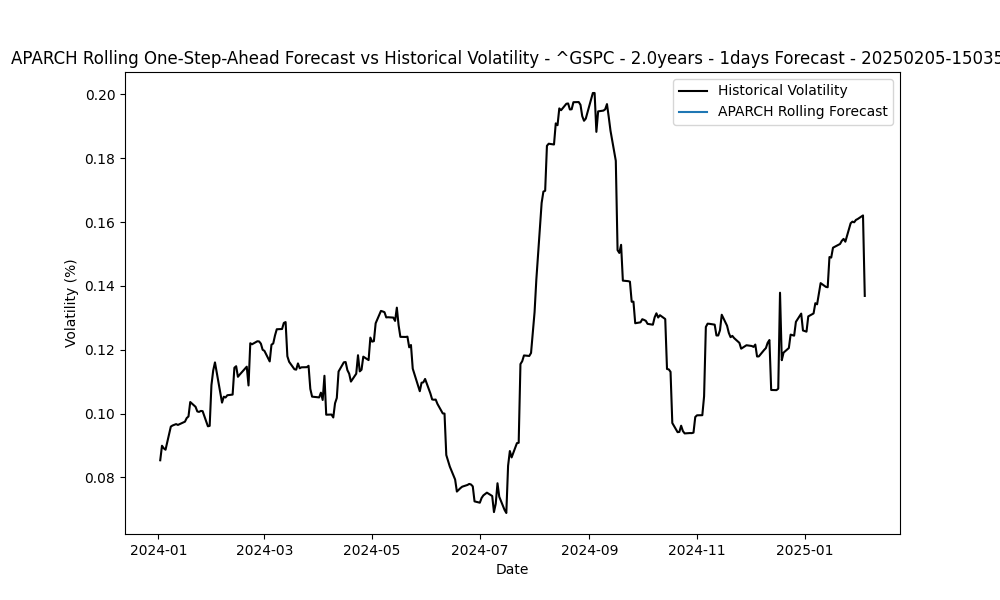 APARCH Rolling One-Step-Ahead Forecast vs Historical Volatility - ^GSPC - 2.0years - 1days Forecast - 20250205-15035
Historical Volatility
APARCH Rolling Forecast
Volatility (%)
0.20
0.18
0.16
0.14
0.12
0.10
0.08
2024-01
2024-03
2024-05
2024-07
2024-09
2024-11
2025-01
Date